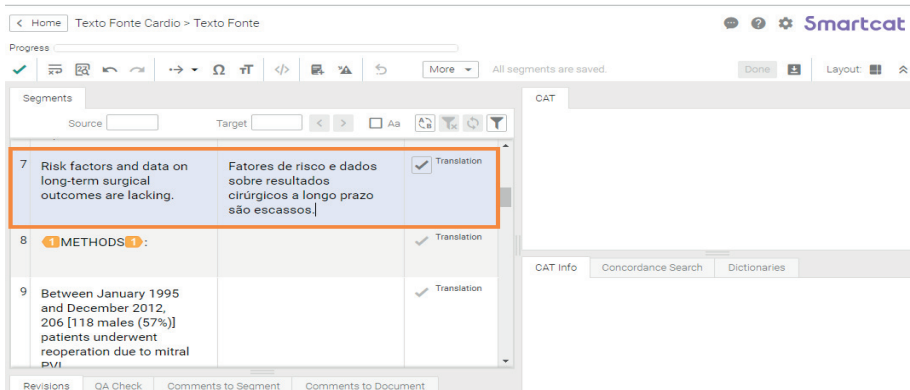 Home Texto Fonte Cardio > Texto Fonte Smartcat
Progress
Ω тT </> More All segments are saved. Done Layout:
Segments CAT
Source Target Aa
7 Risk factors and data on long-term surgical outcomes are lacking. Fatores de risco e dados sobre resultados cirúrgicos a longo prazo são escassos. Translation
8 1 METHODS 1 : Translation
CAT Info Concordance Search Dictionaries
9 Between January 1995 and December 2012, 206 [118 males (57%)] patients underwent reoperation due to mitral PVL Translation
Revisions QA Check Comments to Segment Comments to Document